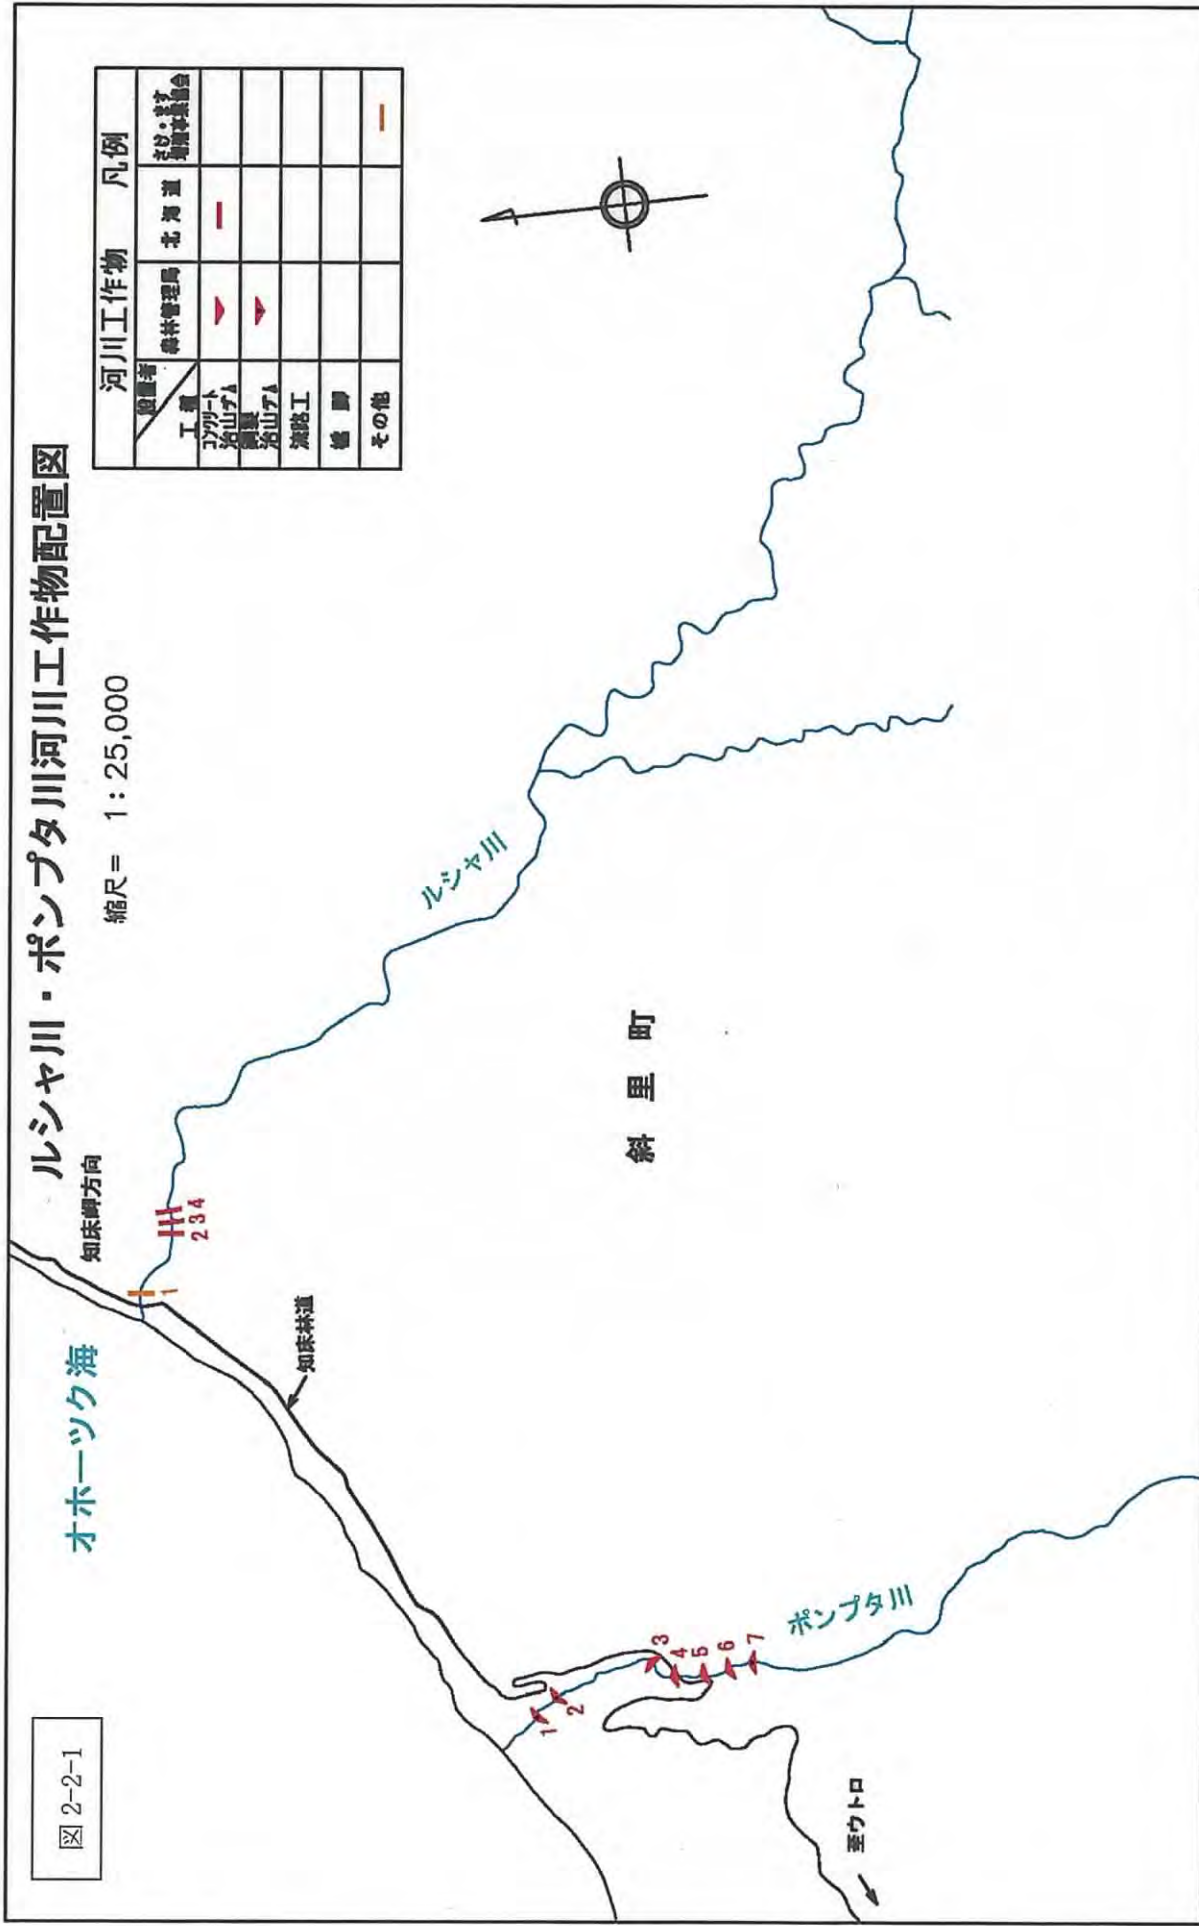 図 2-2-1
ルシャ川・ポンプタ川河川工作物配置図
縮尺= 1:25,000
河川工作物 凡例
設置者
工種
森林管理局
北海道
さけ・ます
増殖事業協会
コンクリート
治山ダム
鋼製
治山ダム
流路工
橋脚
その他
オホーツク海
知床岬方向
1
2 3 4
知床林道
ルシャ川
斜里町
1
2
3
4
5
6
7
ポンプタ川
至ウトロ